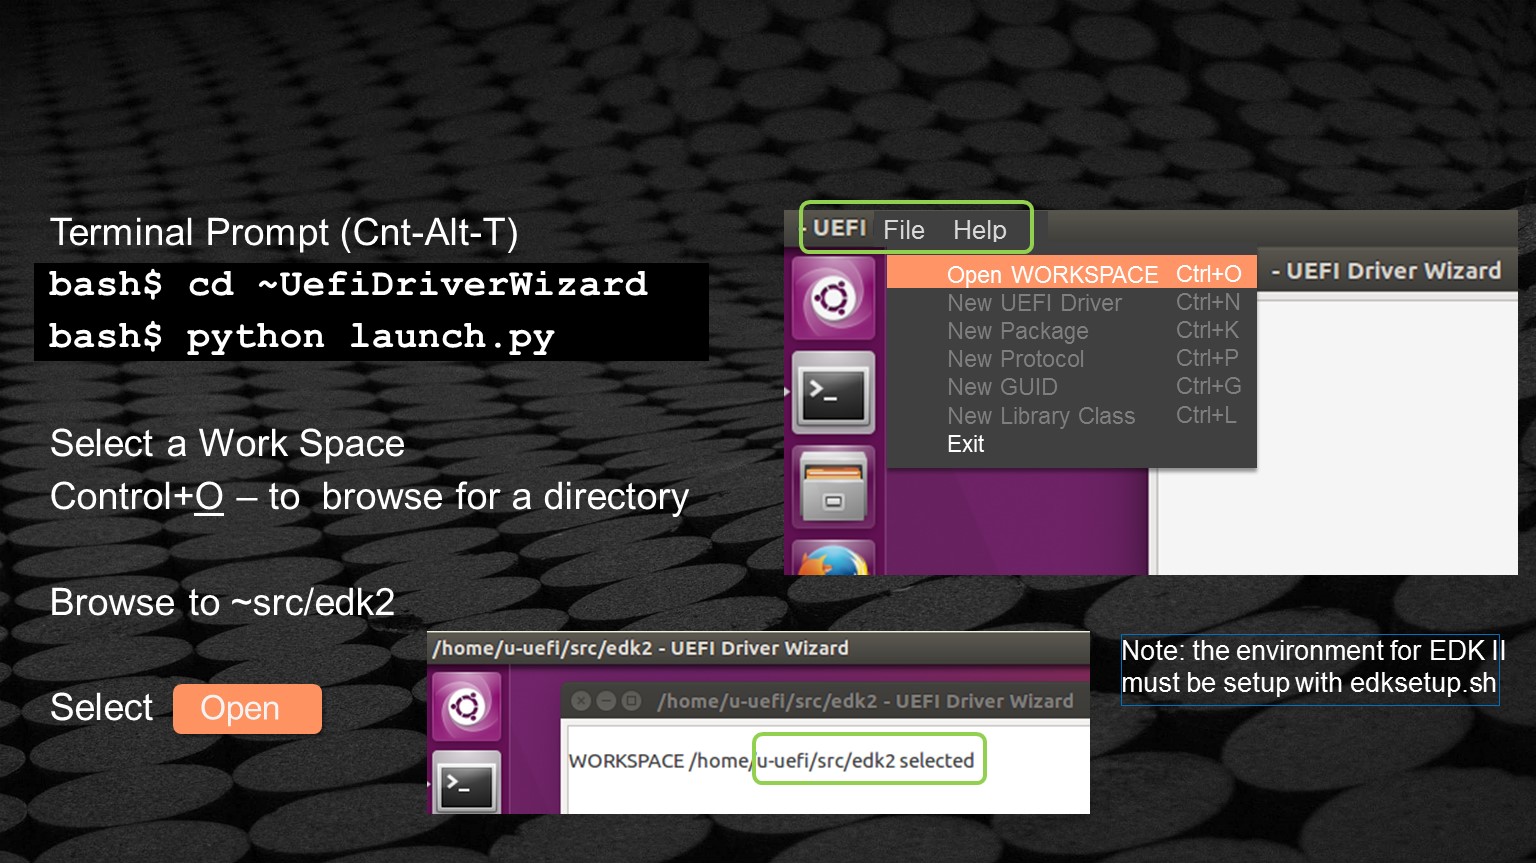 Terminal Prompt (Cnt-Alt-T)
bash$ cd ~UefiDriverWizard
bash$ python launch.py
Select a Work Space
Control+O – to browse for a directory
Browse to ~src/edk2
Select Open
- UEFI File Help
- UEFI Driver Wizard
Open WORKSPACE Ctrl+O
New UEFI Driver Ctrl+N
New Package Ctrl+K
New Protocol Ctrl+P
New GUID Ctrl+G
New Library Class Ctrl+L
Exit
/home/u-uefi/src/edk2 - UEFI Driver Wizard
/home/u-uefi/src/edk2 - UEFI Driver Wizard
WORKSPACE /home/u-uefi/src/edk2 selected
Note: the environment for EDK II
must be setup with edksetup.sh